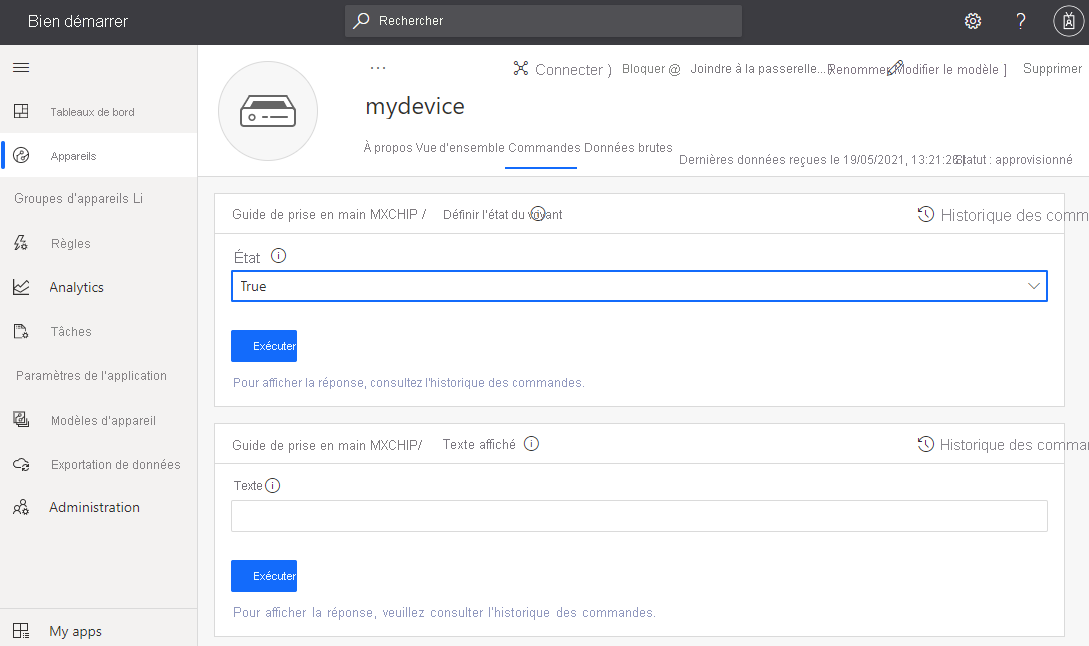 Bien démarrer
Rechercher
?
Tableaux de bord
Appareils
Groupes d'appareils Li
Règles
Analytics
Tâches
Paramètres de l'application
Modèles d'appareil
Exportation de données
Administration
My apps
...
Connecter )
Bloquer @
Joindre à la passerelle...
Renommer
Modifier le modèle ]
Supprimer
mydevice
À propos Vue d'ensemble Commandes Données brutes
Dernières données reçues le 19/05/2021, 13:21:26
Statut : approvisionné
Guide de prise en main MXCHIP /
Définir l'état du voyant
Historique des comm
État
True
Exécuter
Pour afficher la réponse, consultez l'historique des commandes.
Guide de prise en main MXCHIP/
Texte affiché
Historique des comman
Texte
Exécuter
Pour afficher la réponse, veuillez consulter l'historique des commandes.